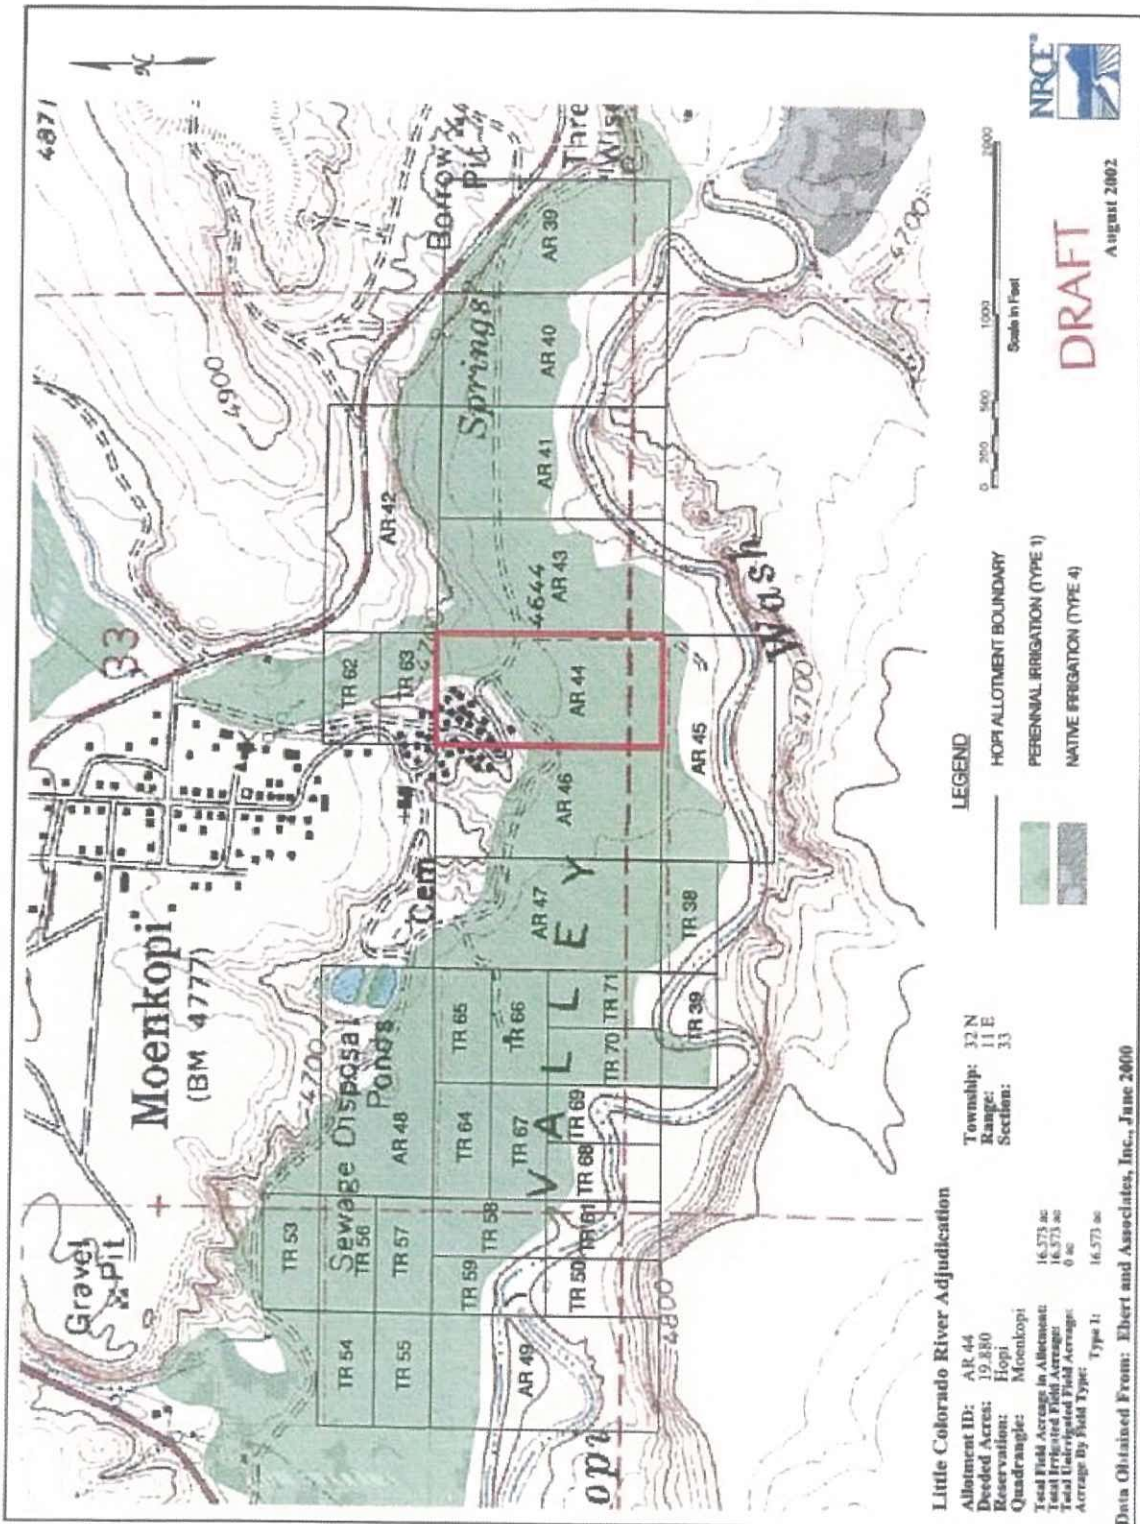 N
4871
4900
33
Borrow
Pit
Springs
Moenkopi
(BM 4777)
Gravel
Pit
4700
Cem
Sewage Disposal
Ponds
4644
V A L L E Y
Wash
4700
4700
4800
opi
AR 39
AR 40
AR 41
AR 42
AR 43
AR 44
AR 45
AR 46
AR 47
AR 48
AR 49
TR 38
TR 39
TR 50
TR 53
TR 54
TR 55
TR 56
TR 57
TR 58
TR 59
TR 61
TR 62
TR 63
TR 64
TR 65
TR 66
TR 67
TR 68
TR 69
TR 70
TR 71
Little Colorado River Adjudication
Allotment ID: AR 44
Deeded Acres: 19.880
Reservation: Hopi
Quadrangle: Moenkopi
Township: 32 N
Range: 11 E
Section: 33
Total Field Acreage in Allotment: 16.573 ac
Total Irrigated Field Acreage: 16.573 ac
Total Unirrigated Field Acreage: 0 ac
Acreage By Field Type: Type 1: 16.573 ac
Data Obtained From: Ebert and Associates, Inc., June 2000
LEGEND
HOPI ALLOTMENT BOUNDARY
PERENNIAL IRRIGATION (TYPE 1)
NATIVE IRRIGATION (TYPE 4)
0 200 500 1000 2000
Scale in Feet
DRAFT
August 2002
NRCE®